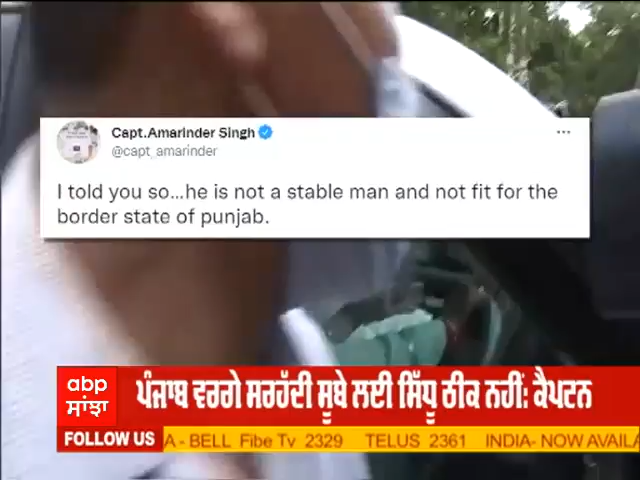 Capt.Amarinder Singh
@capt_amarinder
I told you so...he is not a stable man and not fit for the
border state of punjab.
abp
ਸਾਂਝਾ
ਪੰਜਾਬ ਵਰਗੇ ਸਰਹੱਦੀ ਸੂਬੇ ਲਈ ਸਿੱਧੂ ਠੀਕ ਨਹੀਂ: ਕੈਪਟਨ
FOLLOW US
A - BELL Fibe Tv 2329 TELUS 2361 INDIA- NOW AVAILA